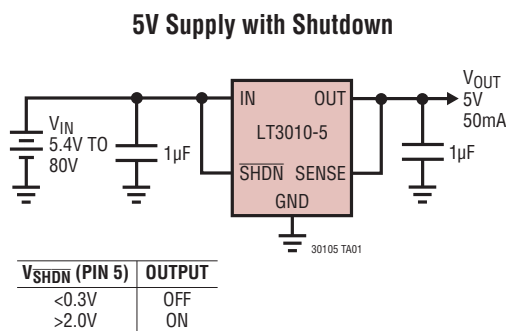 5V Supply with Shutdown
IN OUT
LT3010-5
SHDN SENSE
GND
VIN
5.4V TO
80V
1µF
VOUT
5V
50mA
1µF
30105 TA01
VSHDN (PIN 5) OUTPUT
<0.3V OFF
>2.0V ON